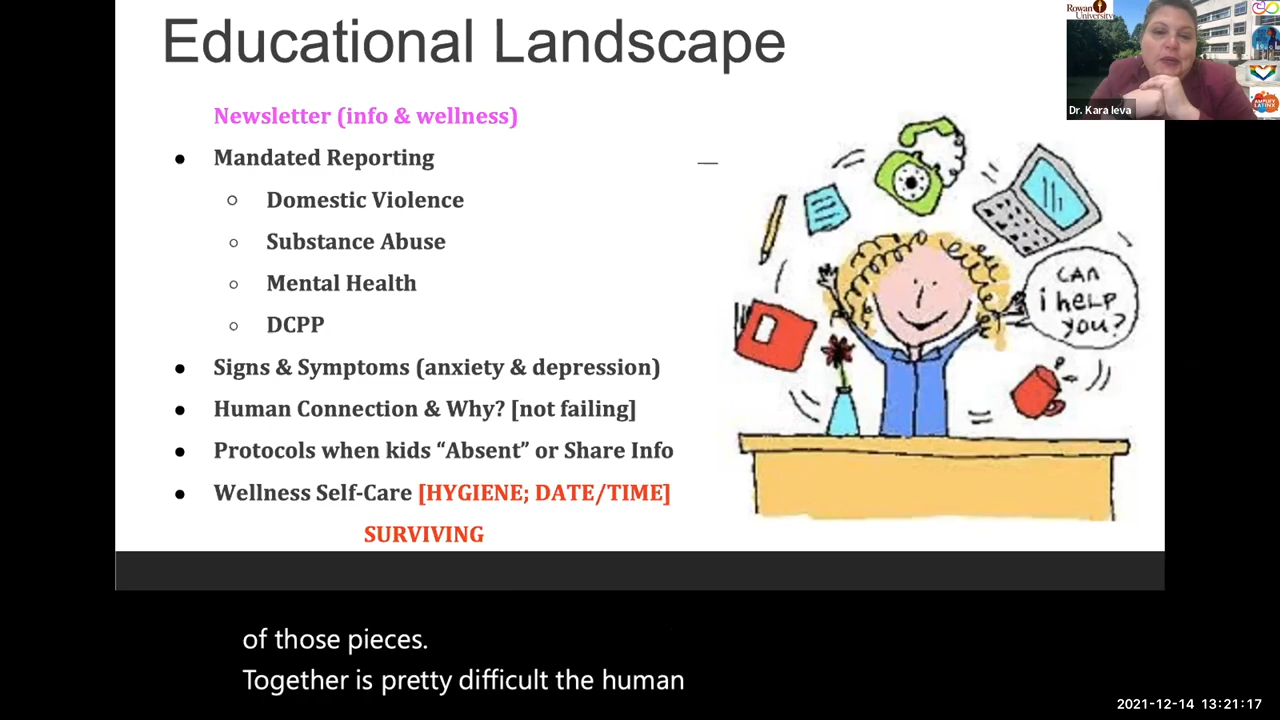 Educational Landscape
Newsletter (info & wellness)
● Mandated Reporting
○ Domestic Violence
○ Substance Abuse
○ Mental Health
○ DCPP
● Signs & Symptoms (anxiety & depression)
● Human Connection & Why? [not failing]
● Protocols when kids “Absent” or Share Info
● Wellness Self-Care [HYGIENE; DATE/TIME]
SURVIVING
CAN
i HELP
you?
Rowan
University
AMPLIFY
LATINX
Dr. Kara Ieva
of those pieces.
Together is pretty difficult the human
2021-12-14 13:21:17